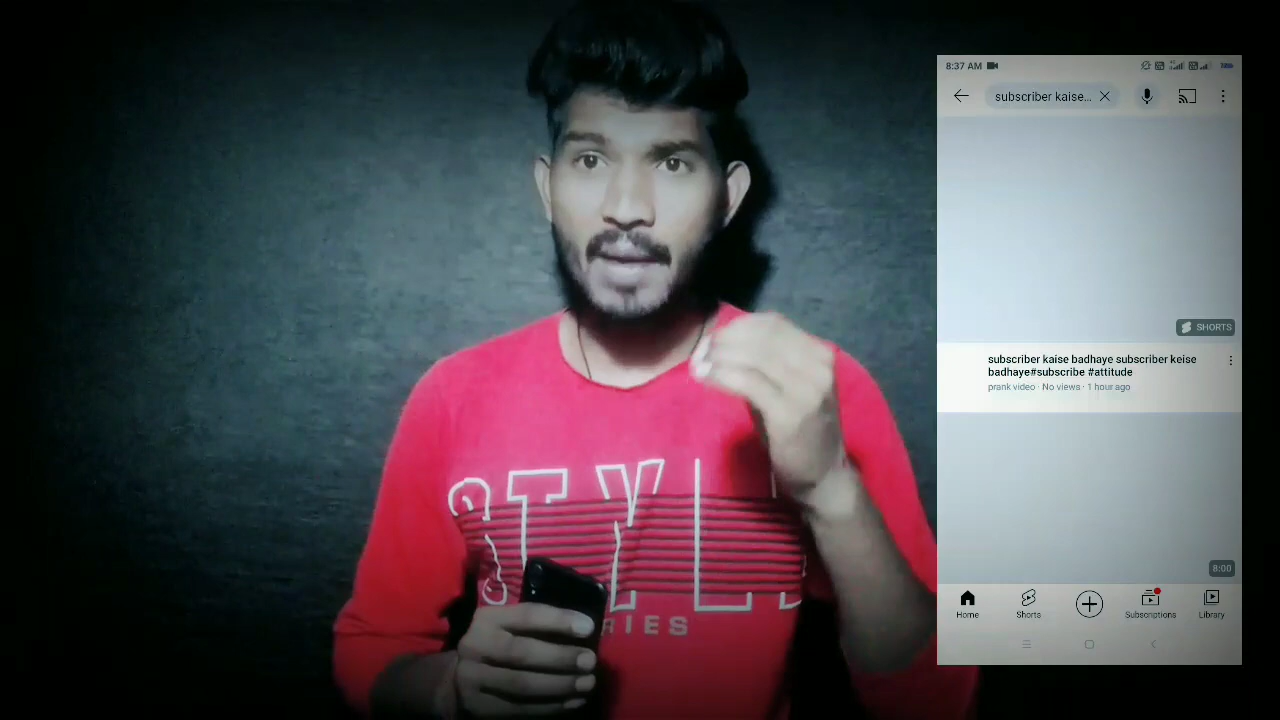 STYL
RIES
8:37 AM
subscriber kaise...
SHORTS
subscriber kaise badhaye subscriber keise
badhaye#subscribe #attitude
prank video · No views · 1 hour ago
8:00
Home
Shorts
Subscriptions
Library